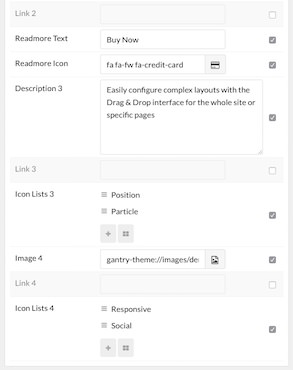 Link 2
Readmore Text Buy Now
Readmore Icon fa fa-fw fa-credit-card
Description 3 Easily configure complex layouts with the
Drag & Drop interface for the whole site or
specific pages
Link 3
Icon Lists 3 Position
Particle
Image 4 gantry-theme://images/de
Link 4
Icon Lists 4 Responsive
Social